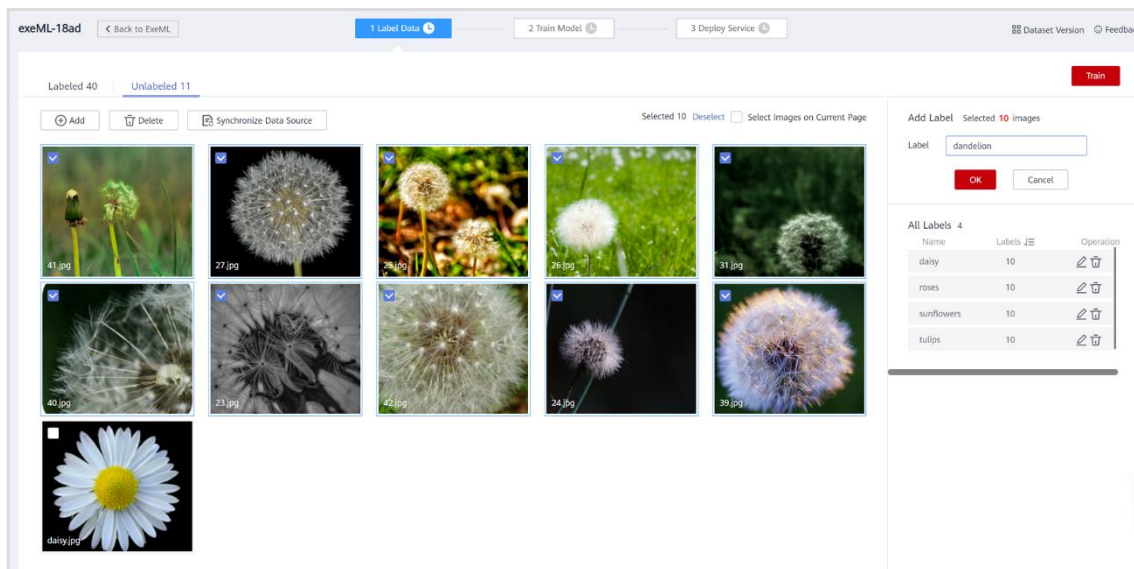 exeML-18ad < Back to ExeML 1 Label Data 2 Train Model 3 Deploy Service Dataset Version Feedba
Train
Labeled 40 Unlabeled 11
Add Delete Synchronize Data Source Selected 10 Deselect Select Images on Current Page
Add Label Selected 10 images
Label dandelion
OK Cancel
41.jpg 27.jpg 25.jpg 26.jpg 31.jpg
All Labels 4
Name Labels Operation
daisy 10
roses 10
sunflowers 10
tulips 10
40.jpg 23.jpg 42.jpg 24.jpg 39.jpg
daisy.jpg